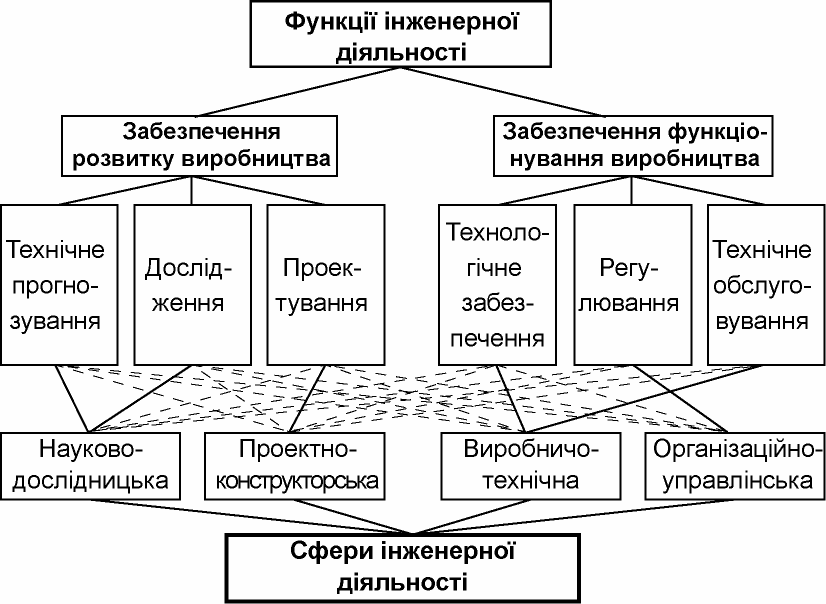 Функції інженерної
діяльності
Забезпечення
розвитку виробництва
Забезпечення функціо-
нування виробництва
Технічне
прогно-
зування
Дослід-
ження
Проек-
тування
Техноло-
гічне
забез-
печення
Регу-
лювання
Технічне
обслуго-
вування
Науково-
дослідницька
Проектно-
конструкторська
Виробничо-
технічна
Організаційно-
управлінська
Сфери інженерної
діяльності